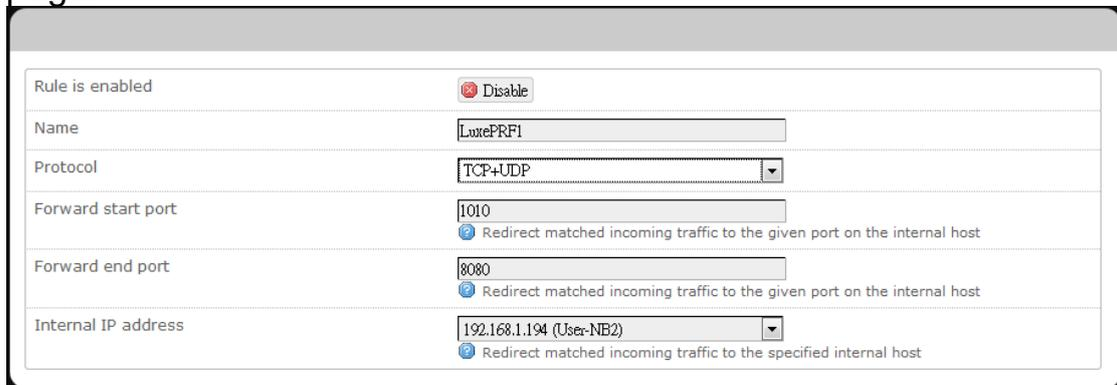 Rule is enabled
Disable
Name
LuxePRF1
Protocol
TCP+UDP
Forward start port
1010
Redirect matched incoming traffic to the given port on the internal host
Forward end port
8080
Redirect matched incoming traffic to the given port on the internal host
Internal IP address
192.168.1.194 (User-NB2)
Redirect matched incoming traffic to the specified internal host